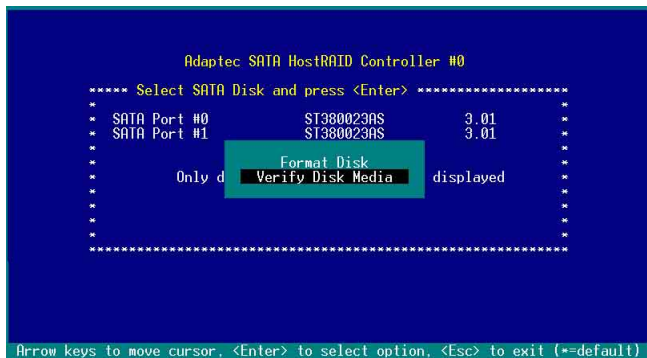 Adaptec SATA HostRAID Controller #0
***** Select SATA Disk and press <Enter> *******************
* *
* SATA Port #0 ST380023AS 3.01 *
* SATA Port #1 ST380023AS 3.01 *
* *
* Format Disk *
* Only d Verify Disk Media displayed *
* *
* *
* *
* *
************************************************************
Arrow keys to move cursor, <Enter> to select option, <Esc> to exit (*=default)